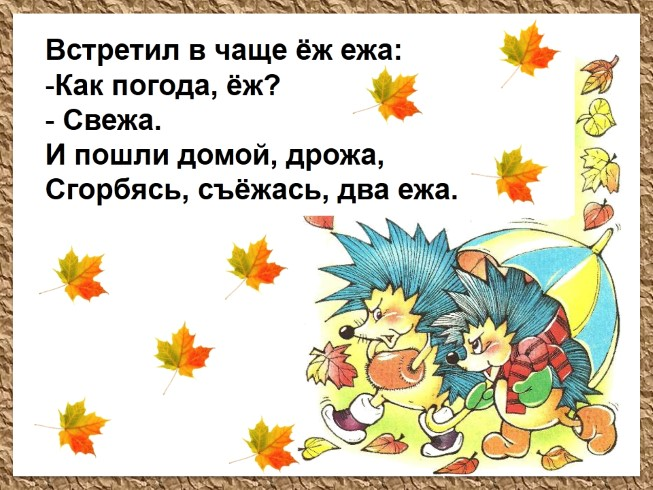 Встретил в чаще ёж ежа:
-Как погода, ёж?
- Свежа.
И пошли домой, дрожа,
Сгорбясь, съёжась, два ежа.